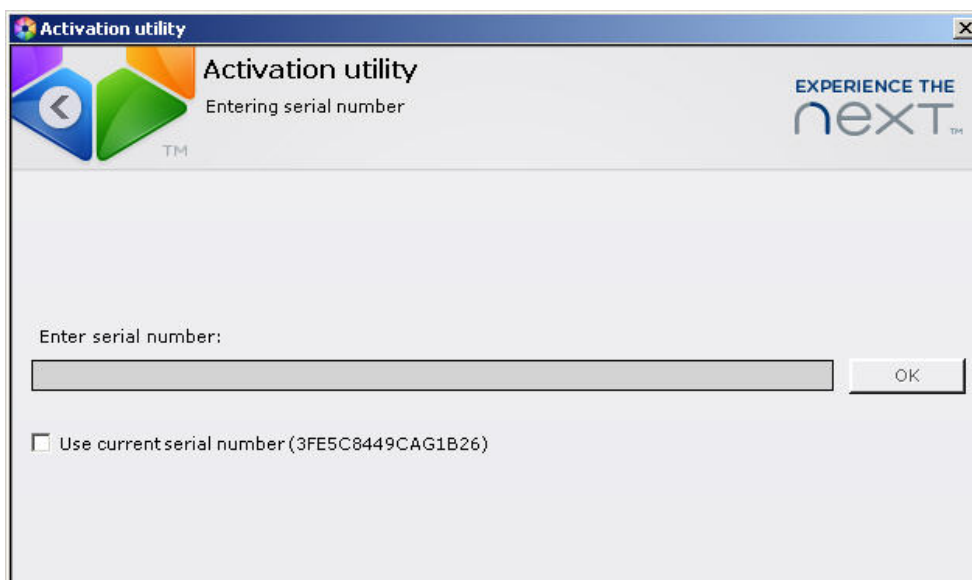 Activation utility
Activation utility
Entering serial number
EXPERIENCE THE
next™
TM
Enter serial number:
OK
Use current serial number (3FE5C8449CAG1B26)